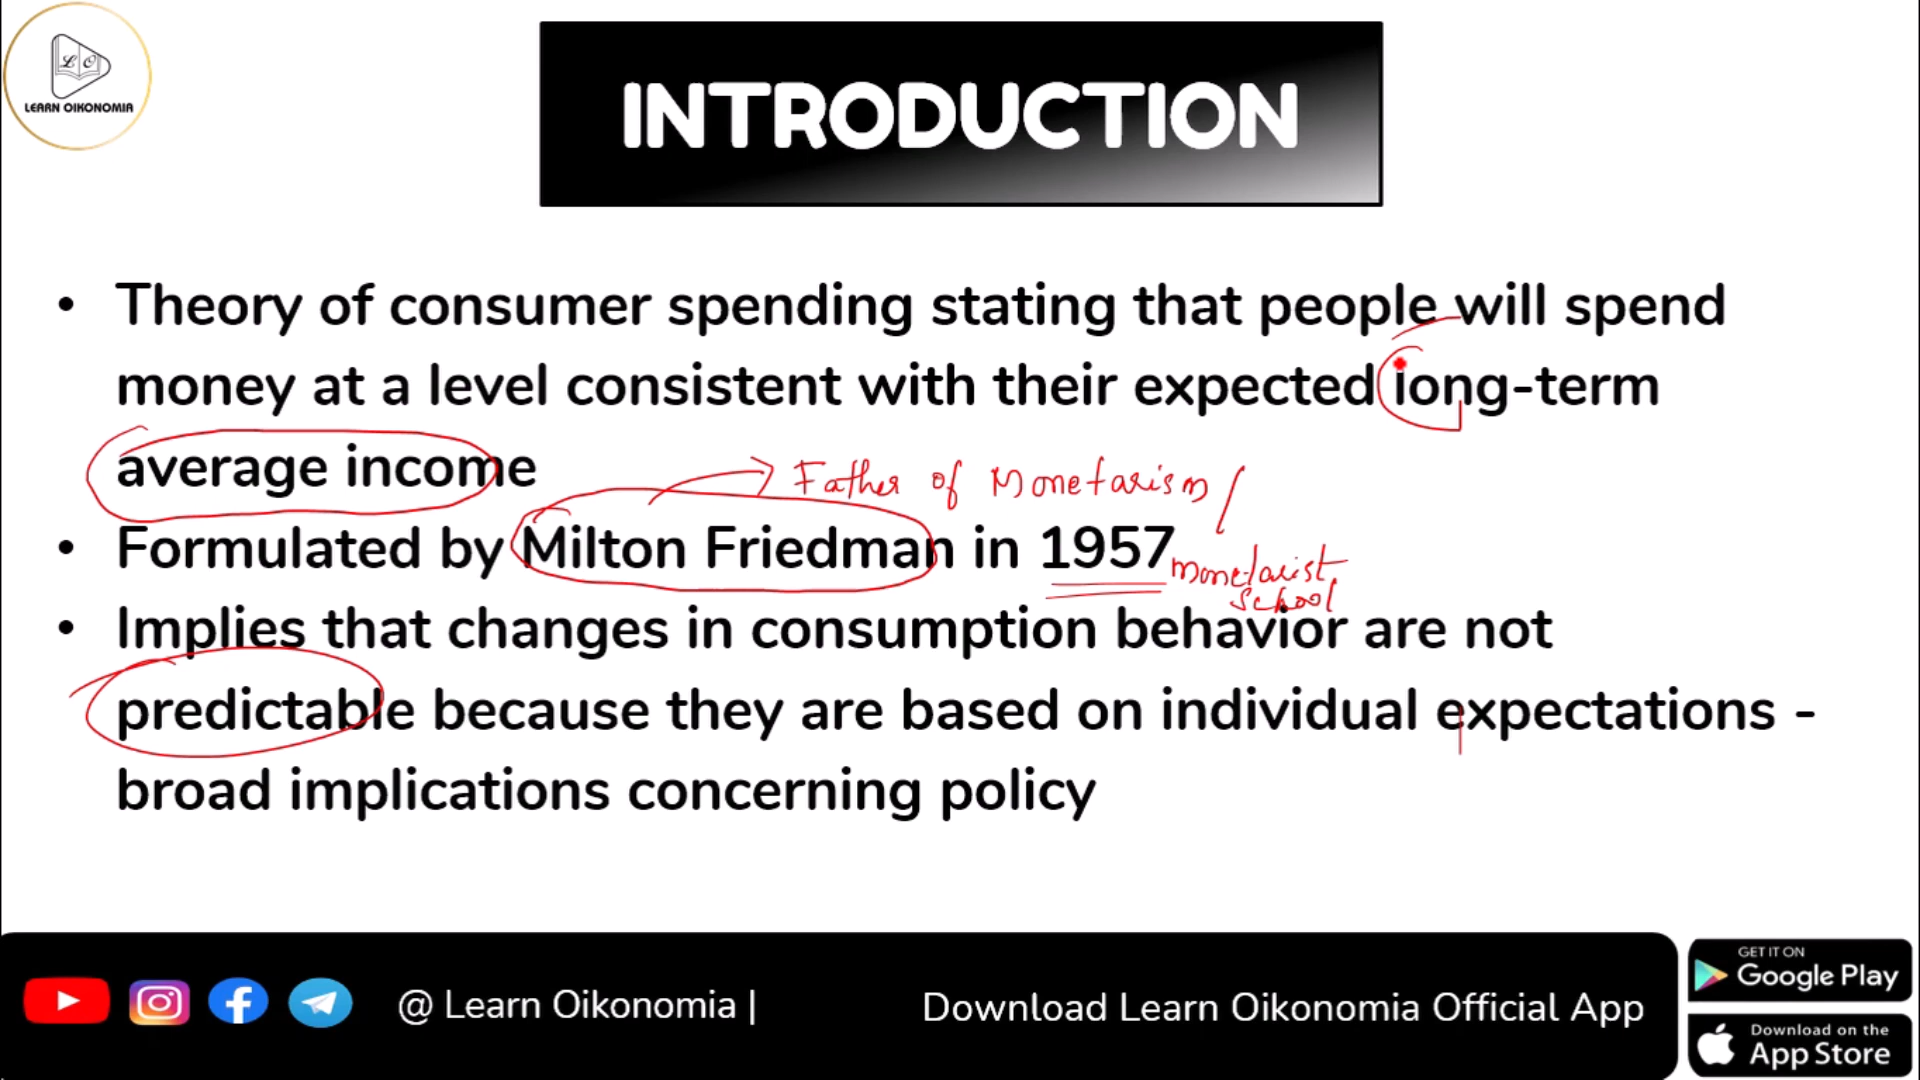 L O
LEARN OIKONOMIA
INTRODUCTION
• Theory of consumer spending stating that people will spend
money at a level consistent with their expected long-term
average income
Father of Monetarism /
• Formulated by Milton Friedman in 1957
monetarist
school
• Implies that changes in consumption behavior are not
predictable because they are based on individual expectations -
broad implications concerning policy
@ Learn Oikonomia |
Download Learn Oikonomia Official App
GET IT ON
Google Play
Download on the
App Store